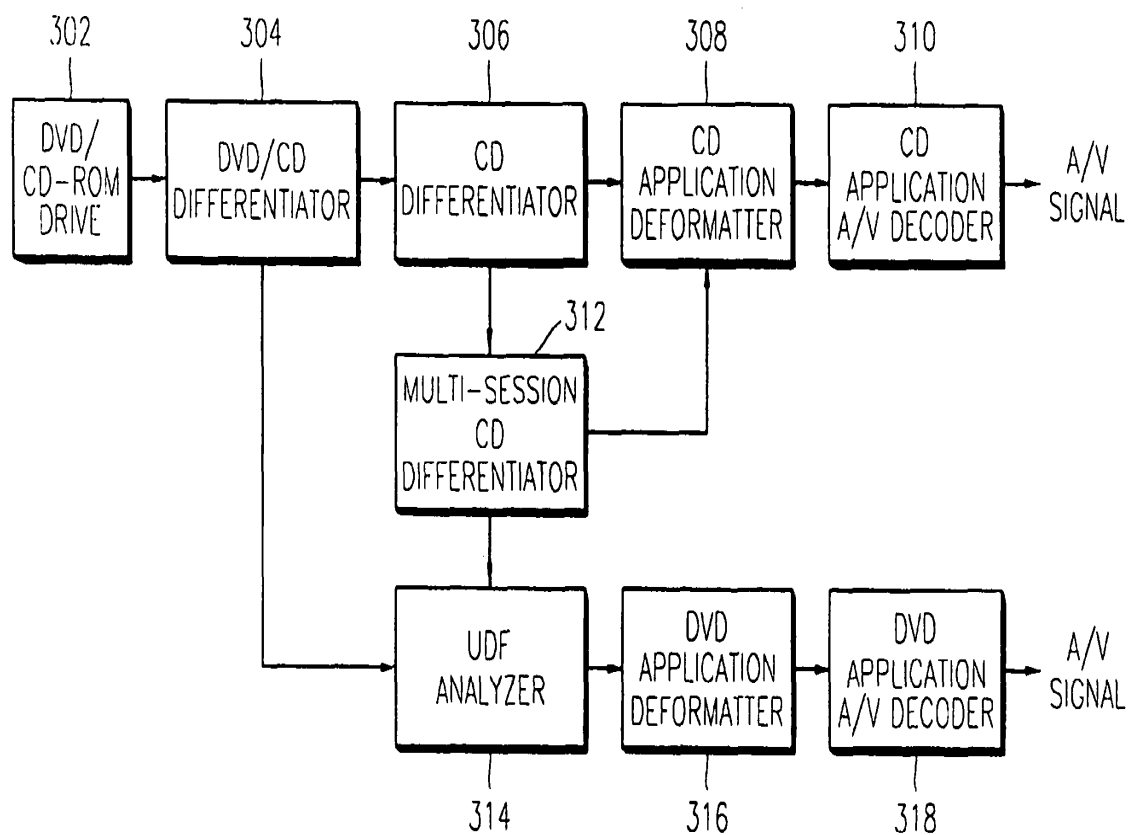 302
304
306
308
310
DVD/
CD-ROM
DRIVE
DVD/CD
DIFFERENTIATOR
CD
DIFFERENTIATOR
CD
APPLICATION
DEFORMATTER
CD
APPLICATION
A/V DECODER
A/V
SIGNAL
312
MULTI-SESSION
CD
DIFFERENTIATOR
UDF
ANALYZER
DVD
APPLICATION
DEFORMATTER
DVD
APPLICATION
A/V DECODER
A/V
SIGNAL
314
316
318